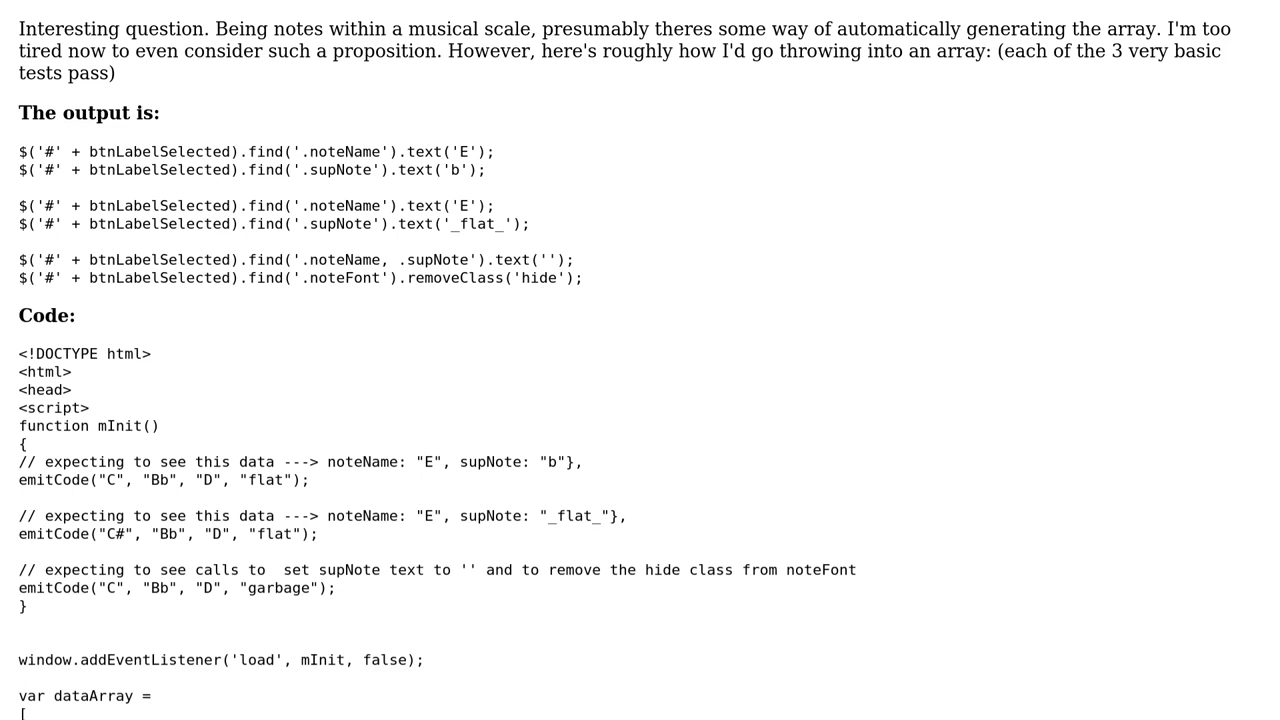 Interesting question. Being notes within a musical scale, presumably theres some way of automatically generating the array. I'm too
tired now to even consider such a proposition. However, here's roughly how I'd go throwing into an array: (each of the 3 very basic
tests pass)
The output is:
$('#' + btnLabelSelected).find('.noteName').text('E');
$('#' + btnLabelSelected).find('.supNote').text('b');
$('#' + btnLabelSelected).find('.noteName').text('E');
$('#' + btnLabelSelected).find('.supNote').text('_flat_');
$('#' + btnLabelSelected).find('.noteName, .supNote').text('');
$('#' + btnLabelSelected).find('.noteFont').removeClass('hide');
Code:
<!DOCTYPE html>
<html>
<head>
<script>
function mInit()
{
// expecting to see this data ---> noteName: "E", supNote: "b"},
emitCode("C", "Bb", "D", "flat");
// expecting to see this data ---> noteName: "E", supNote: "_flat_"},
emitCode("C#", "Bb", "D", "flat");
// expecting to see calls to  set supNote text to '' and to remove the hide class from noteFont
emitCode("C", "Bb", "D", "garbage");
}
window.addEventListener('load', mInit, false);
var dataArray =
[